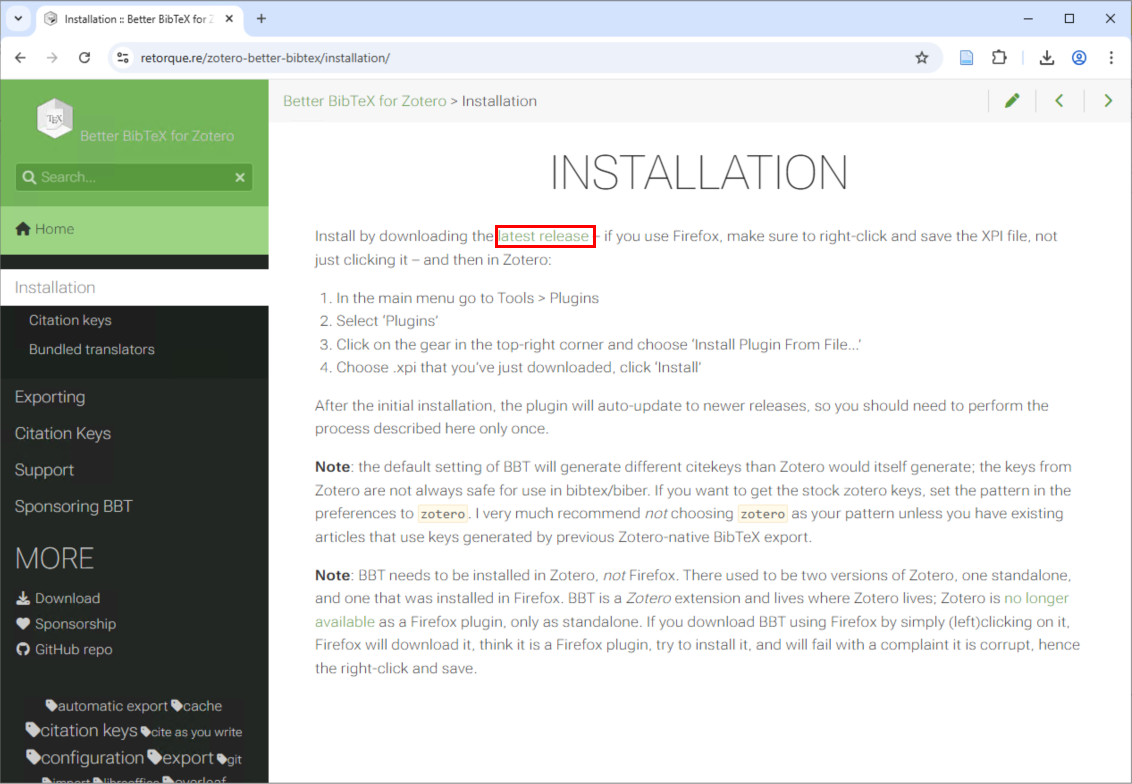 Installation :: Better BibTeX for Z
retorque.re/zotero-better-bibtex/installation/
TEX
Better BibTeX for Zotero
Search...
Home
Installation
Citation keys
Bundled translators
Exporting
Citation Keys
Support
Sponsoring BBT
MORE
Download
Sponsorship
GitHub repo
automatic export cache
citation keys cite as you write
configuration export git
import libreoffice overleaf
Better BibTeX for Zotero > Installation
INSTALLATION
Install by downloading the latest release – if you use Firefox, make sure to right-click and save the XPI file, not
just clicking it – and then in Zotero:
1. In the main menu go to Tools > Plugins
2. Select ‘Plugins’
3. Click on the gear in the top-right corner and choose ‘Install Plugin From File…’
4. Choose .xpi that you’ve just downloaded, click ‘Install’
After the initial installation, the plugin will auto-update to newer releases, so you should need to perform the
process described here only once.
Note: the default setting of BBT will generate different citekeys than Zotero would itself generate; the keys from
Zotero are not always safe for use in bibtex/biber. If you want to get the stock zotero keys, set the pattern in the
preferences to zotero. I very much recommend not choosing zotero as your pattern unless you have existing
articles that use keys generated by previous Zotero-native BibTeX export.
Note: BBT needs to be installed in Zotero, not Firefox. There used to be two versions of Zotero, one standalone,
and one that was installed in Firefox. BBT is a Zotero extension and lives where Zotero lives; Zotero is no longer
available as a Firefox plugin, only as standalone. If you download BBT using Firefox by simply (left)clicking on it,
Firefox will download it, think it is a Firefox plugin, try to install it, and will fail with a complaint it is corrupt, hence
the right-click and save.